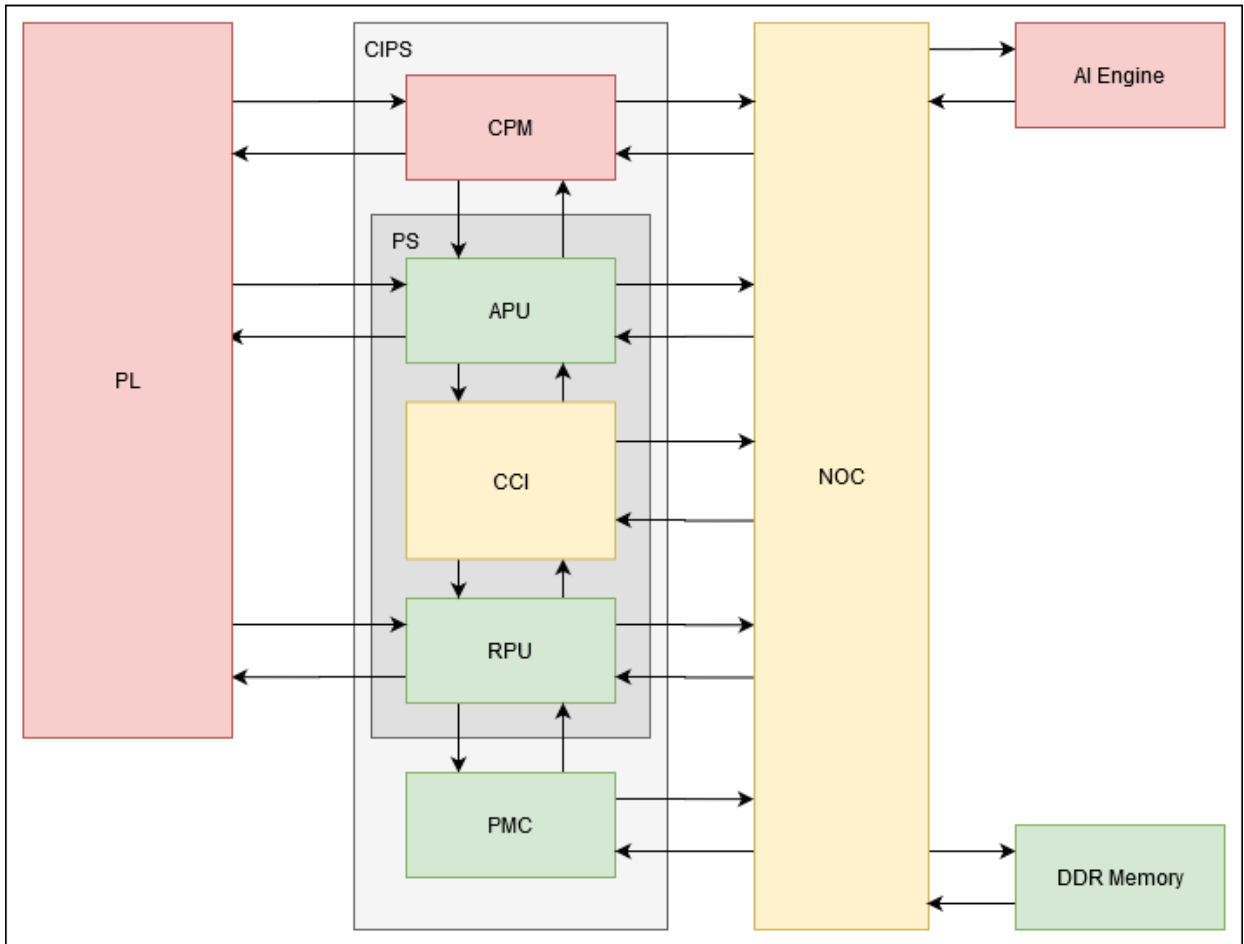 CIPS
AI Engine
CPM
PS
APU
PL
CCI
NOC
RPU
PMC
DDR Memory